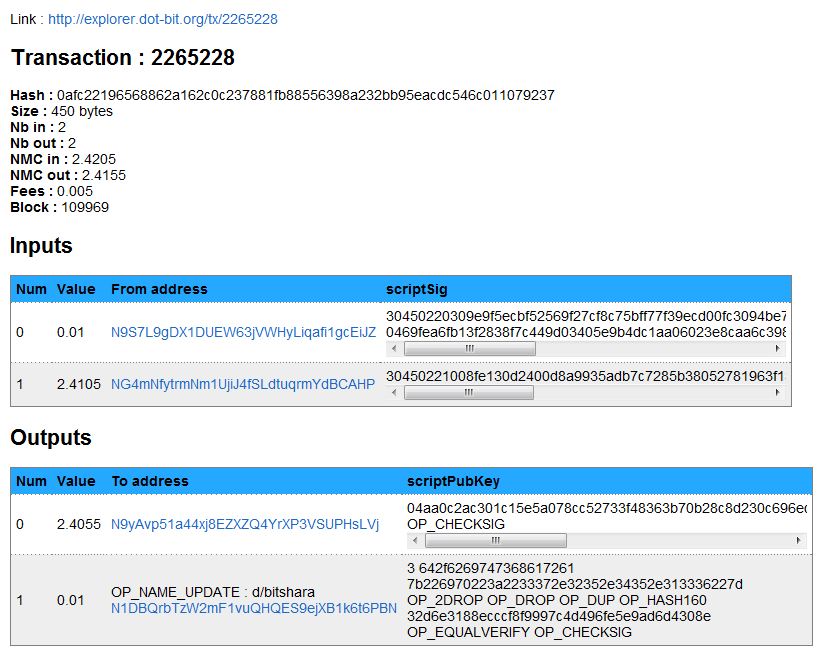 Link : http://explorer.dot-bit.org/tx/2265228
Transaction : 2265228
Hash : 0afc22196568862a162c0c237881fb88556398a232bb95eacdc546c011079237
Size : 450 bytes
Nb in : 2
Nb out : 2
NMC in : 2.4205
NMC out : 2.4155
Fees : 0.005
Block : 109969
Inputs
Num Value From address scriptSig
0 0.01 N9S7L9gDX1DUEW63jVWHyLiqafi1gcEiJZ 30450220309e9f5ecbf52569f27cf8c75bff77f39ecd00fc3094be7
0469fea6fb13f2838f7c449d03405e9b4dc1aa06023e8caa6c398
1 2.4105 NG4mNfytrmNm1UjiJ4fSLdtuqrmYdBCAHP 30450221008fe130d2400d8a9935adb7c7285b38052781963f1
Outputs
Num Value To address scriptPubKey
0 2.4055 N9yAvp51a44xj8EZXZQ4YrXP3VSUPHsLVj 04aa0c2ac301c15e5a078cc52733f48363b70b28c8d230c696ec
OP_CHECKSIG
1 0.01 OP_NAME_UPDATE : d/bitshara
N1DBQrbTzW2mF1vuQHQES9ejXB1k6t6PBN
3 642f6269747368617261
7b226970223a2233372e32352e34352e313336227d
OP_2DROP OP_DROP OP_DUP OP_HASH160
32d6e3188ecccf8f9997c4d496fe5e9ad6d4308e
OP_EQUALVERIFY OP_CHECKSIG